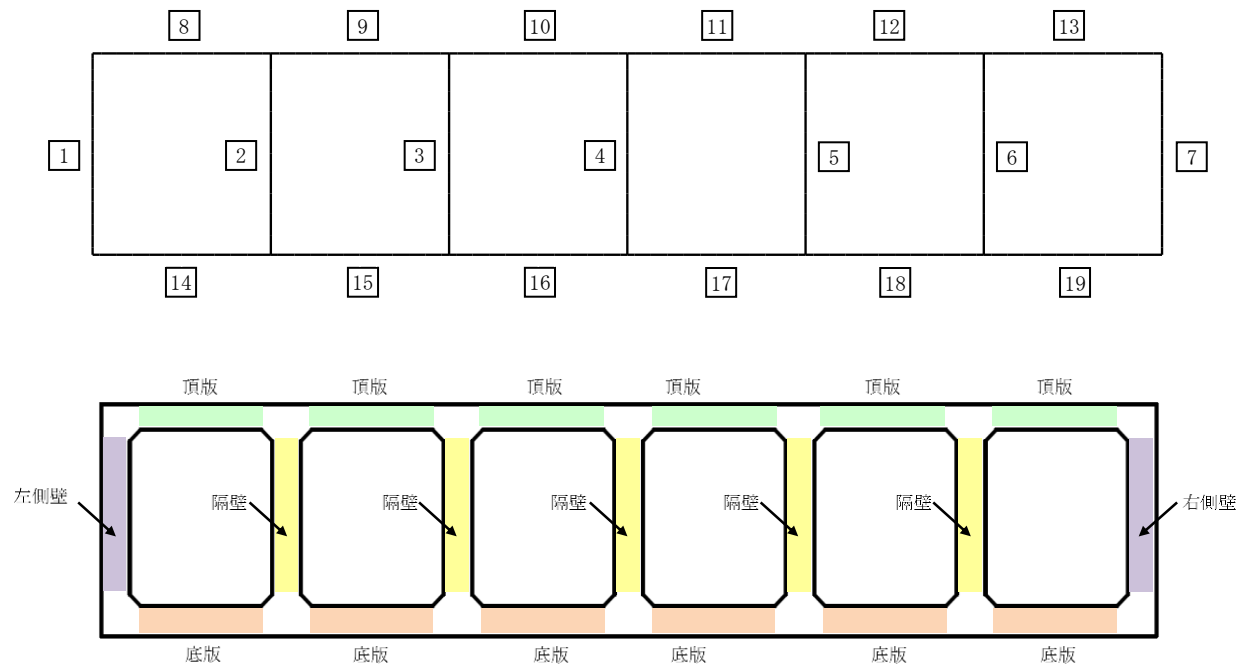 8 9 10 11 12 13
1 2 3 4 5 6 7
14 15 16 17 18 19
頂版 頂版 頂版 頂版 頂版 頂版
左側壁 隔壁 隔壁 隔壁 隔壁 隔壁 右側壁
底版 底版 底版 底版 底版 底版